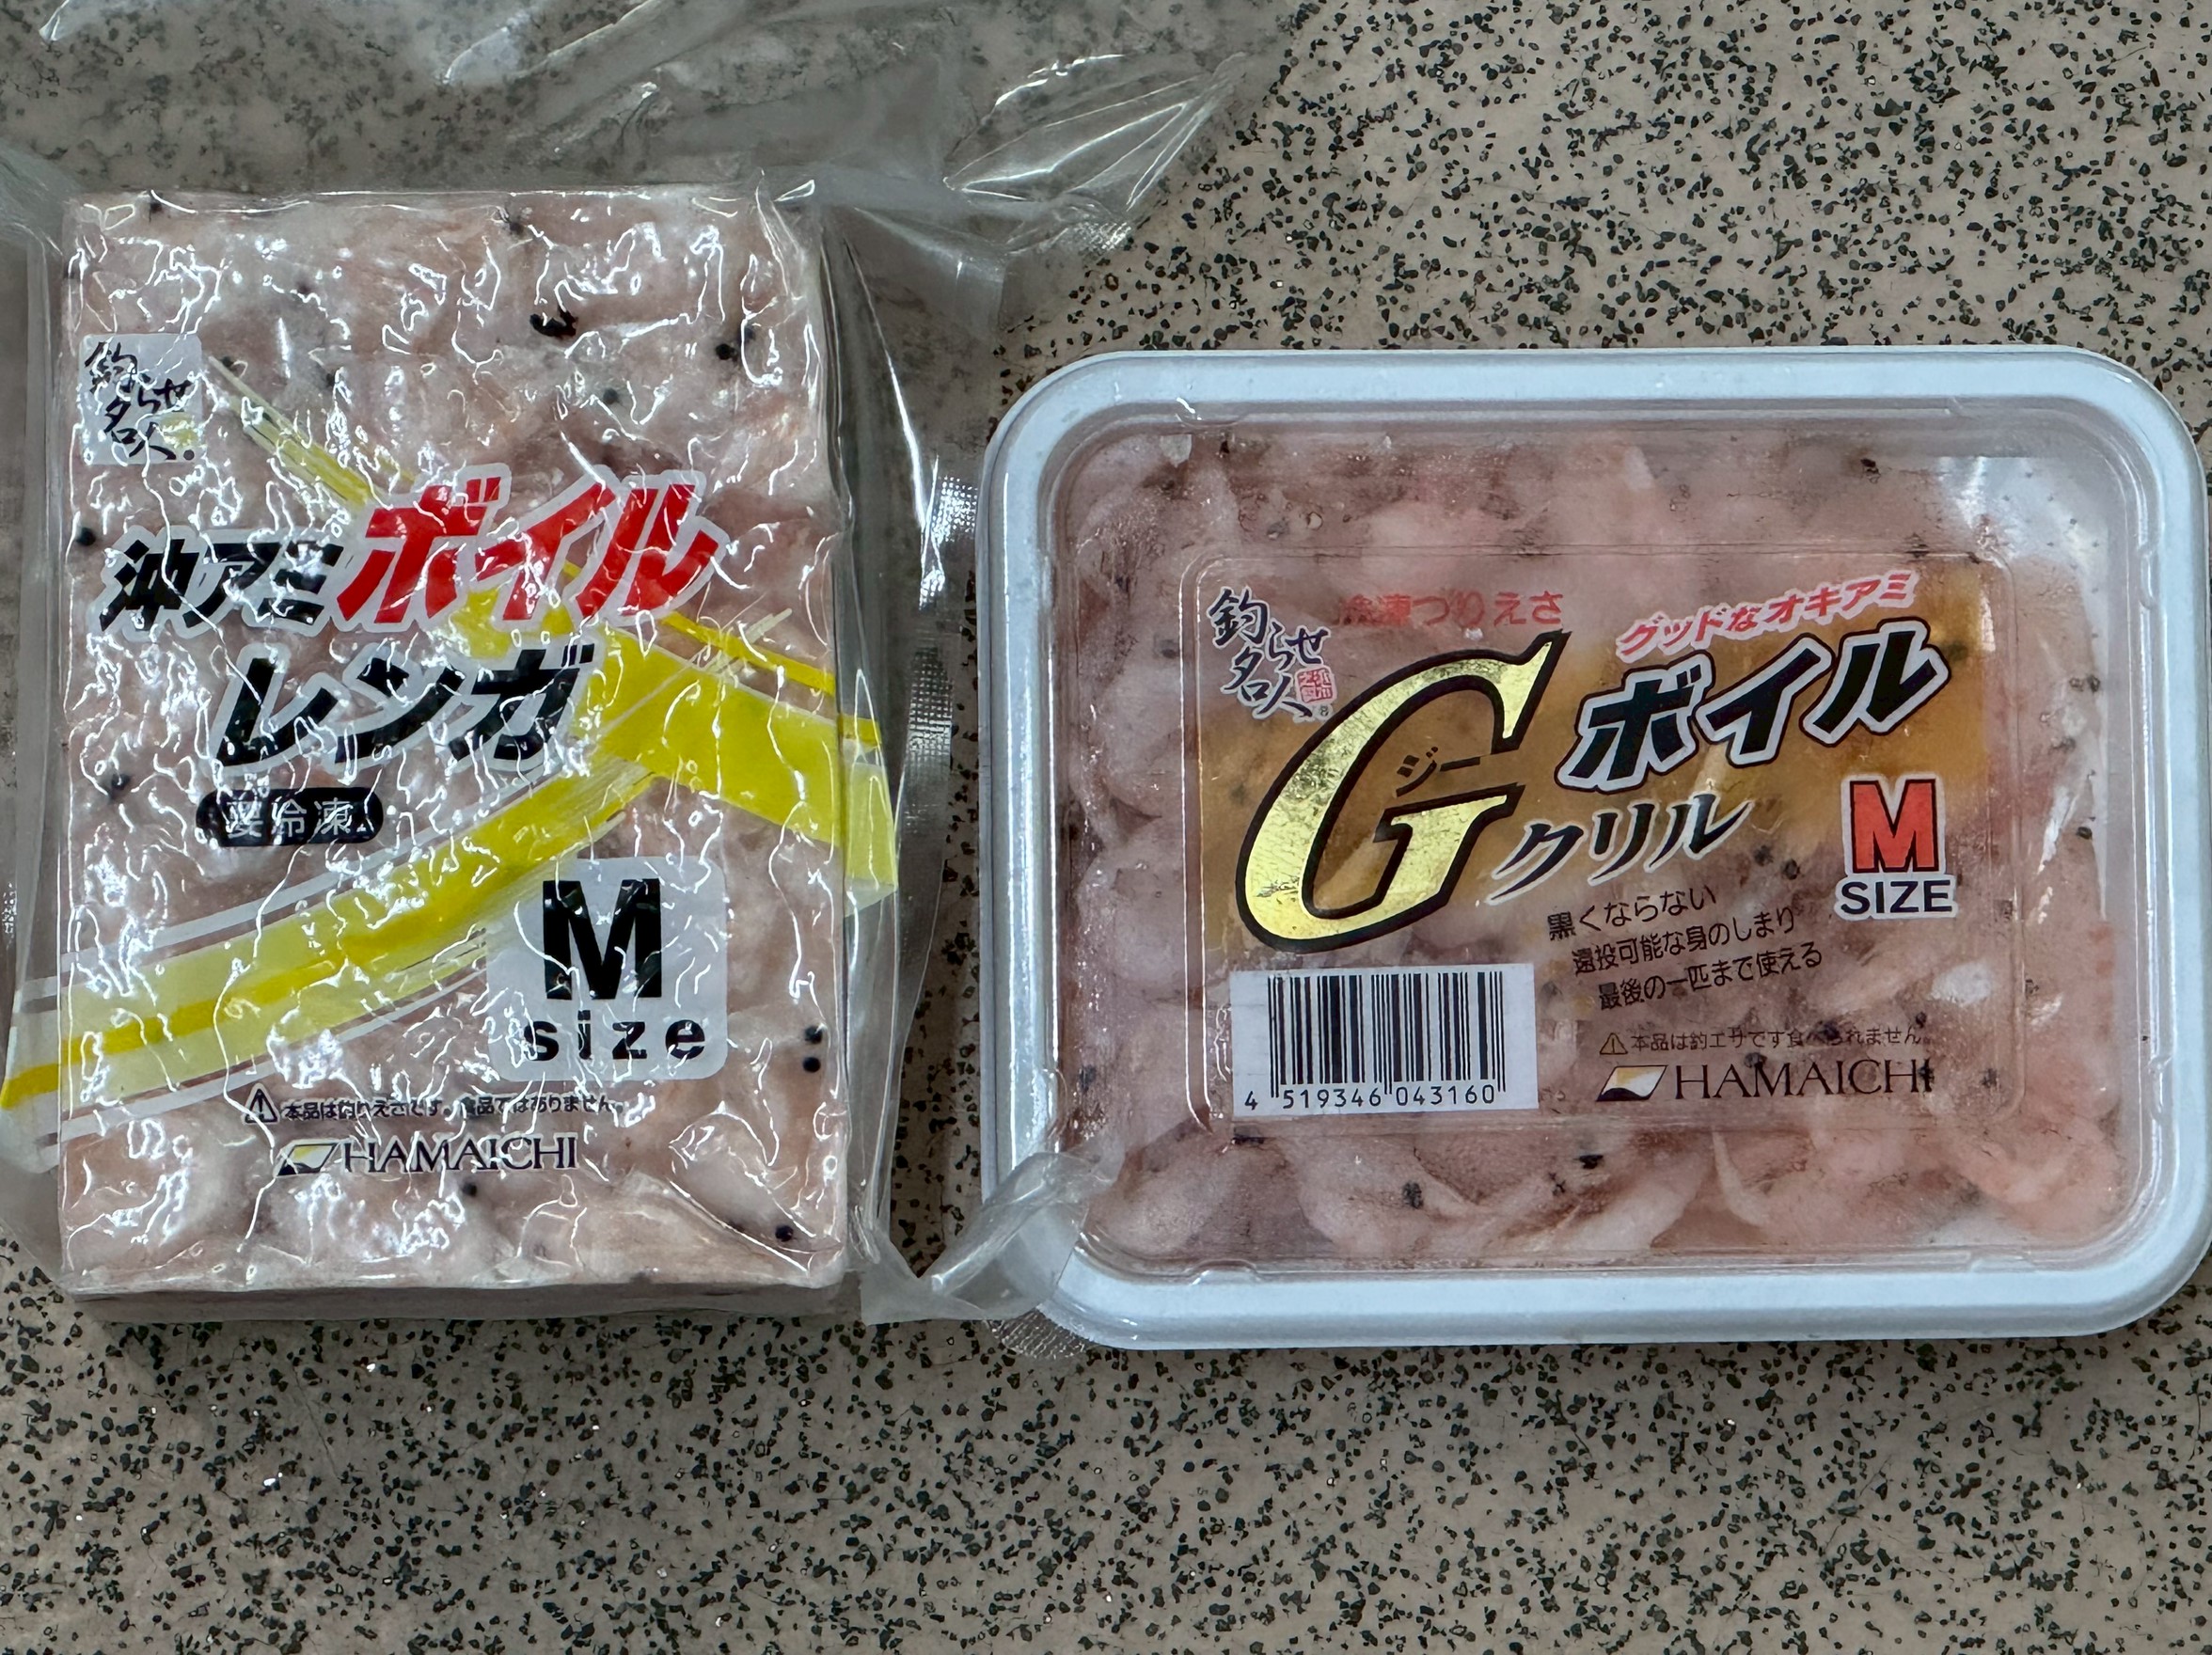 釣らせ
名人
沖アミボイル
レンガ
要冷凍
M
size
⚠本品は釣りえさです。食品ではありません。
HAMAICHI
釣らせ
名人
冷凍つりえさ
グッドなオキアミ
Gボイル
ジー
クリル
M
SIZE
黒くならない
遠投可能な身のしまり
最後の一匹まで使える
4 519346 043160
⚠本品は釣エサです食べられません。
HAMAICHI